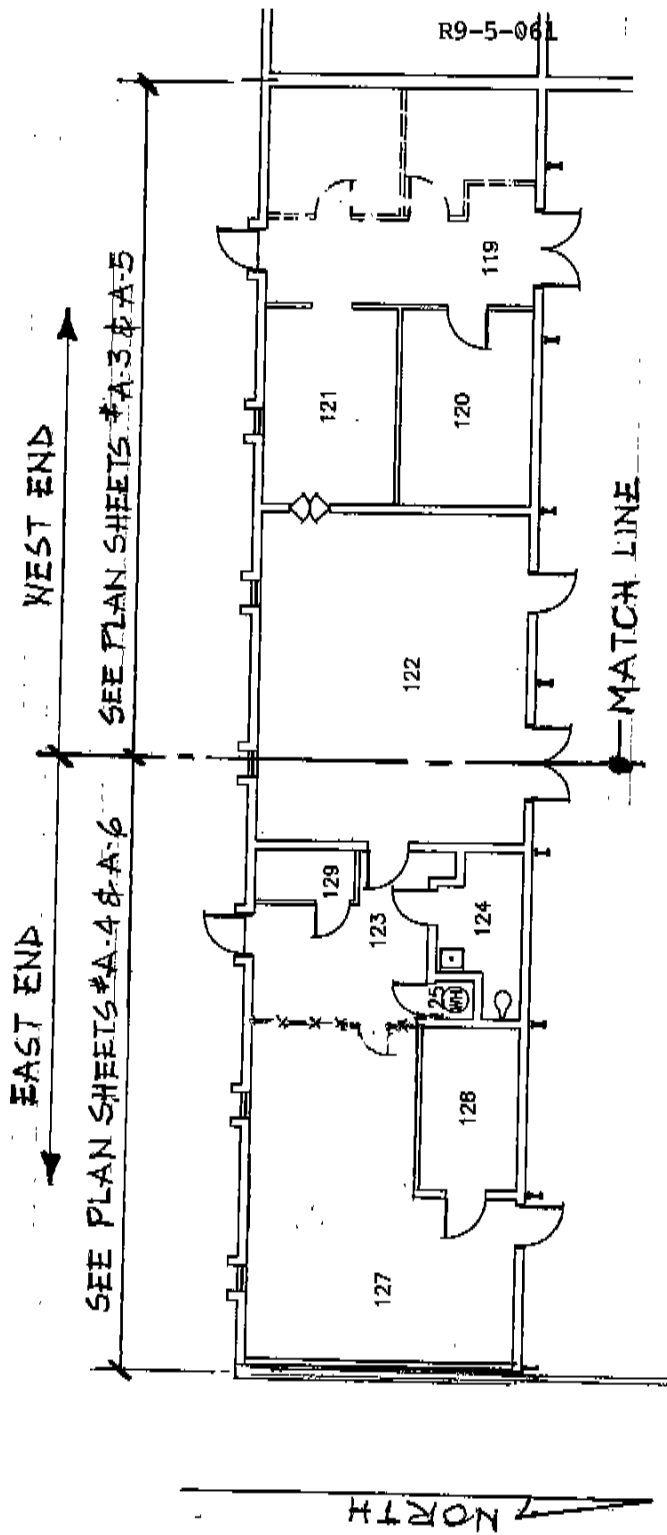 R9-5-061
EAST END
WEST END
SEE PLAN SHEETS #A-4 & A-6
SEE PLAN SHEETS #A-3 & A-5
127
128
25
WH
129
123
124
122
121
120
119
MATCH LINE
NORTH